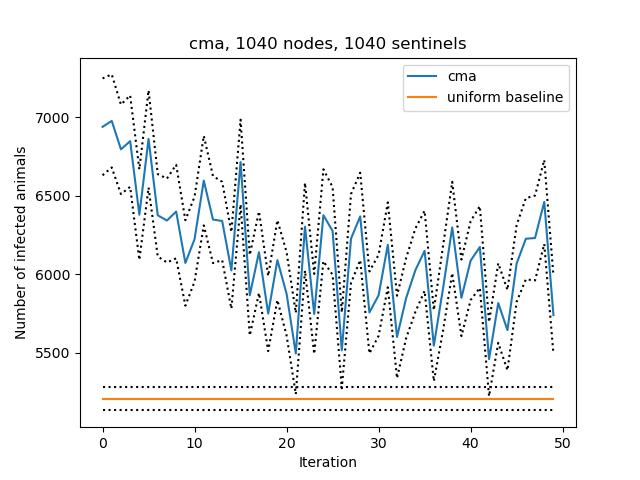 cma, 1040 nodes, 1040 sentinels
cma
uniform baseline
Number of infected animals
7000
6500
6000
5500
0 10 20 30 40 50
Iteration